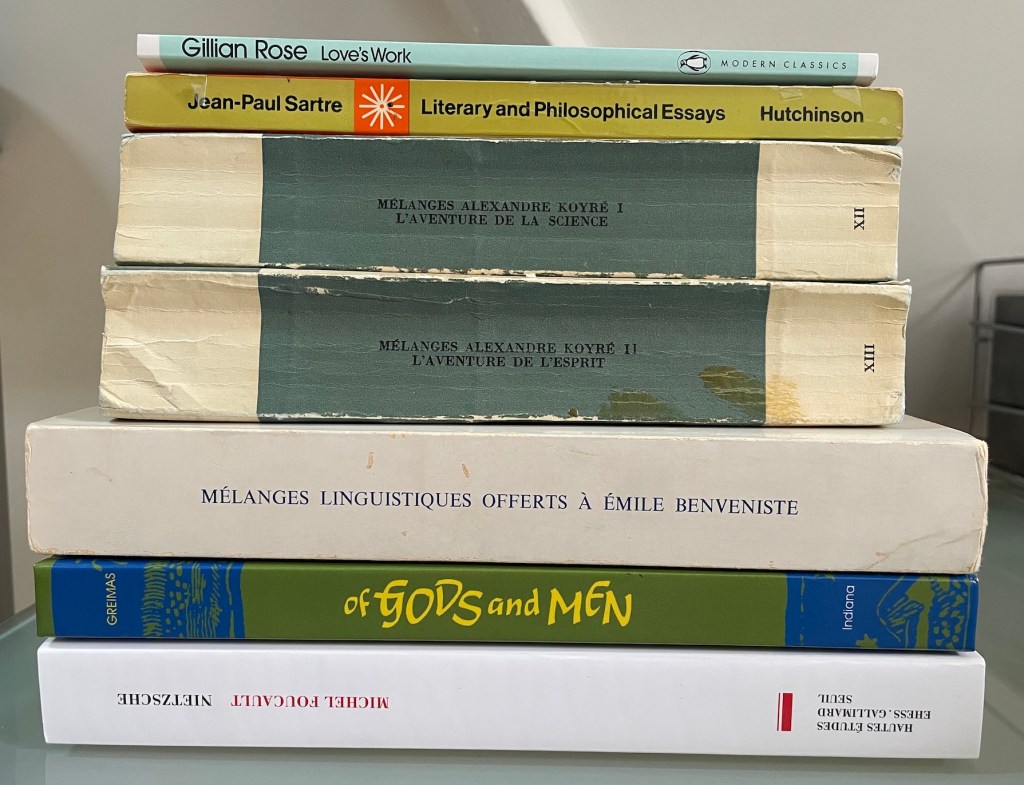 Gillian Rose Love's Work MODERN CLASSICS
Jean-Paul Sartre Literary and Philosophical Essays Hutchinson
MÉLANGES ALEXANDRE KOYRÉ I
L'AVENTURE DE LA SCIENCE
XII
MÉLANGES ALEXANDRE KOYRÉ II
L'AVENTURE DE L'ESPRIT
XIII
MÉLANGES LINGUISTIQUES OFFERTS À ÉMILE BENVENISTE
GREIMAS of GODS and MEN Indiana
MICHEL FOUCAULT NIETZSCHE
HAUTES ÉTUDES
EHESS . GALLIMARD
SEUIL